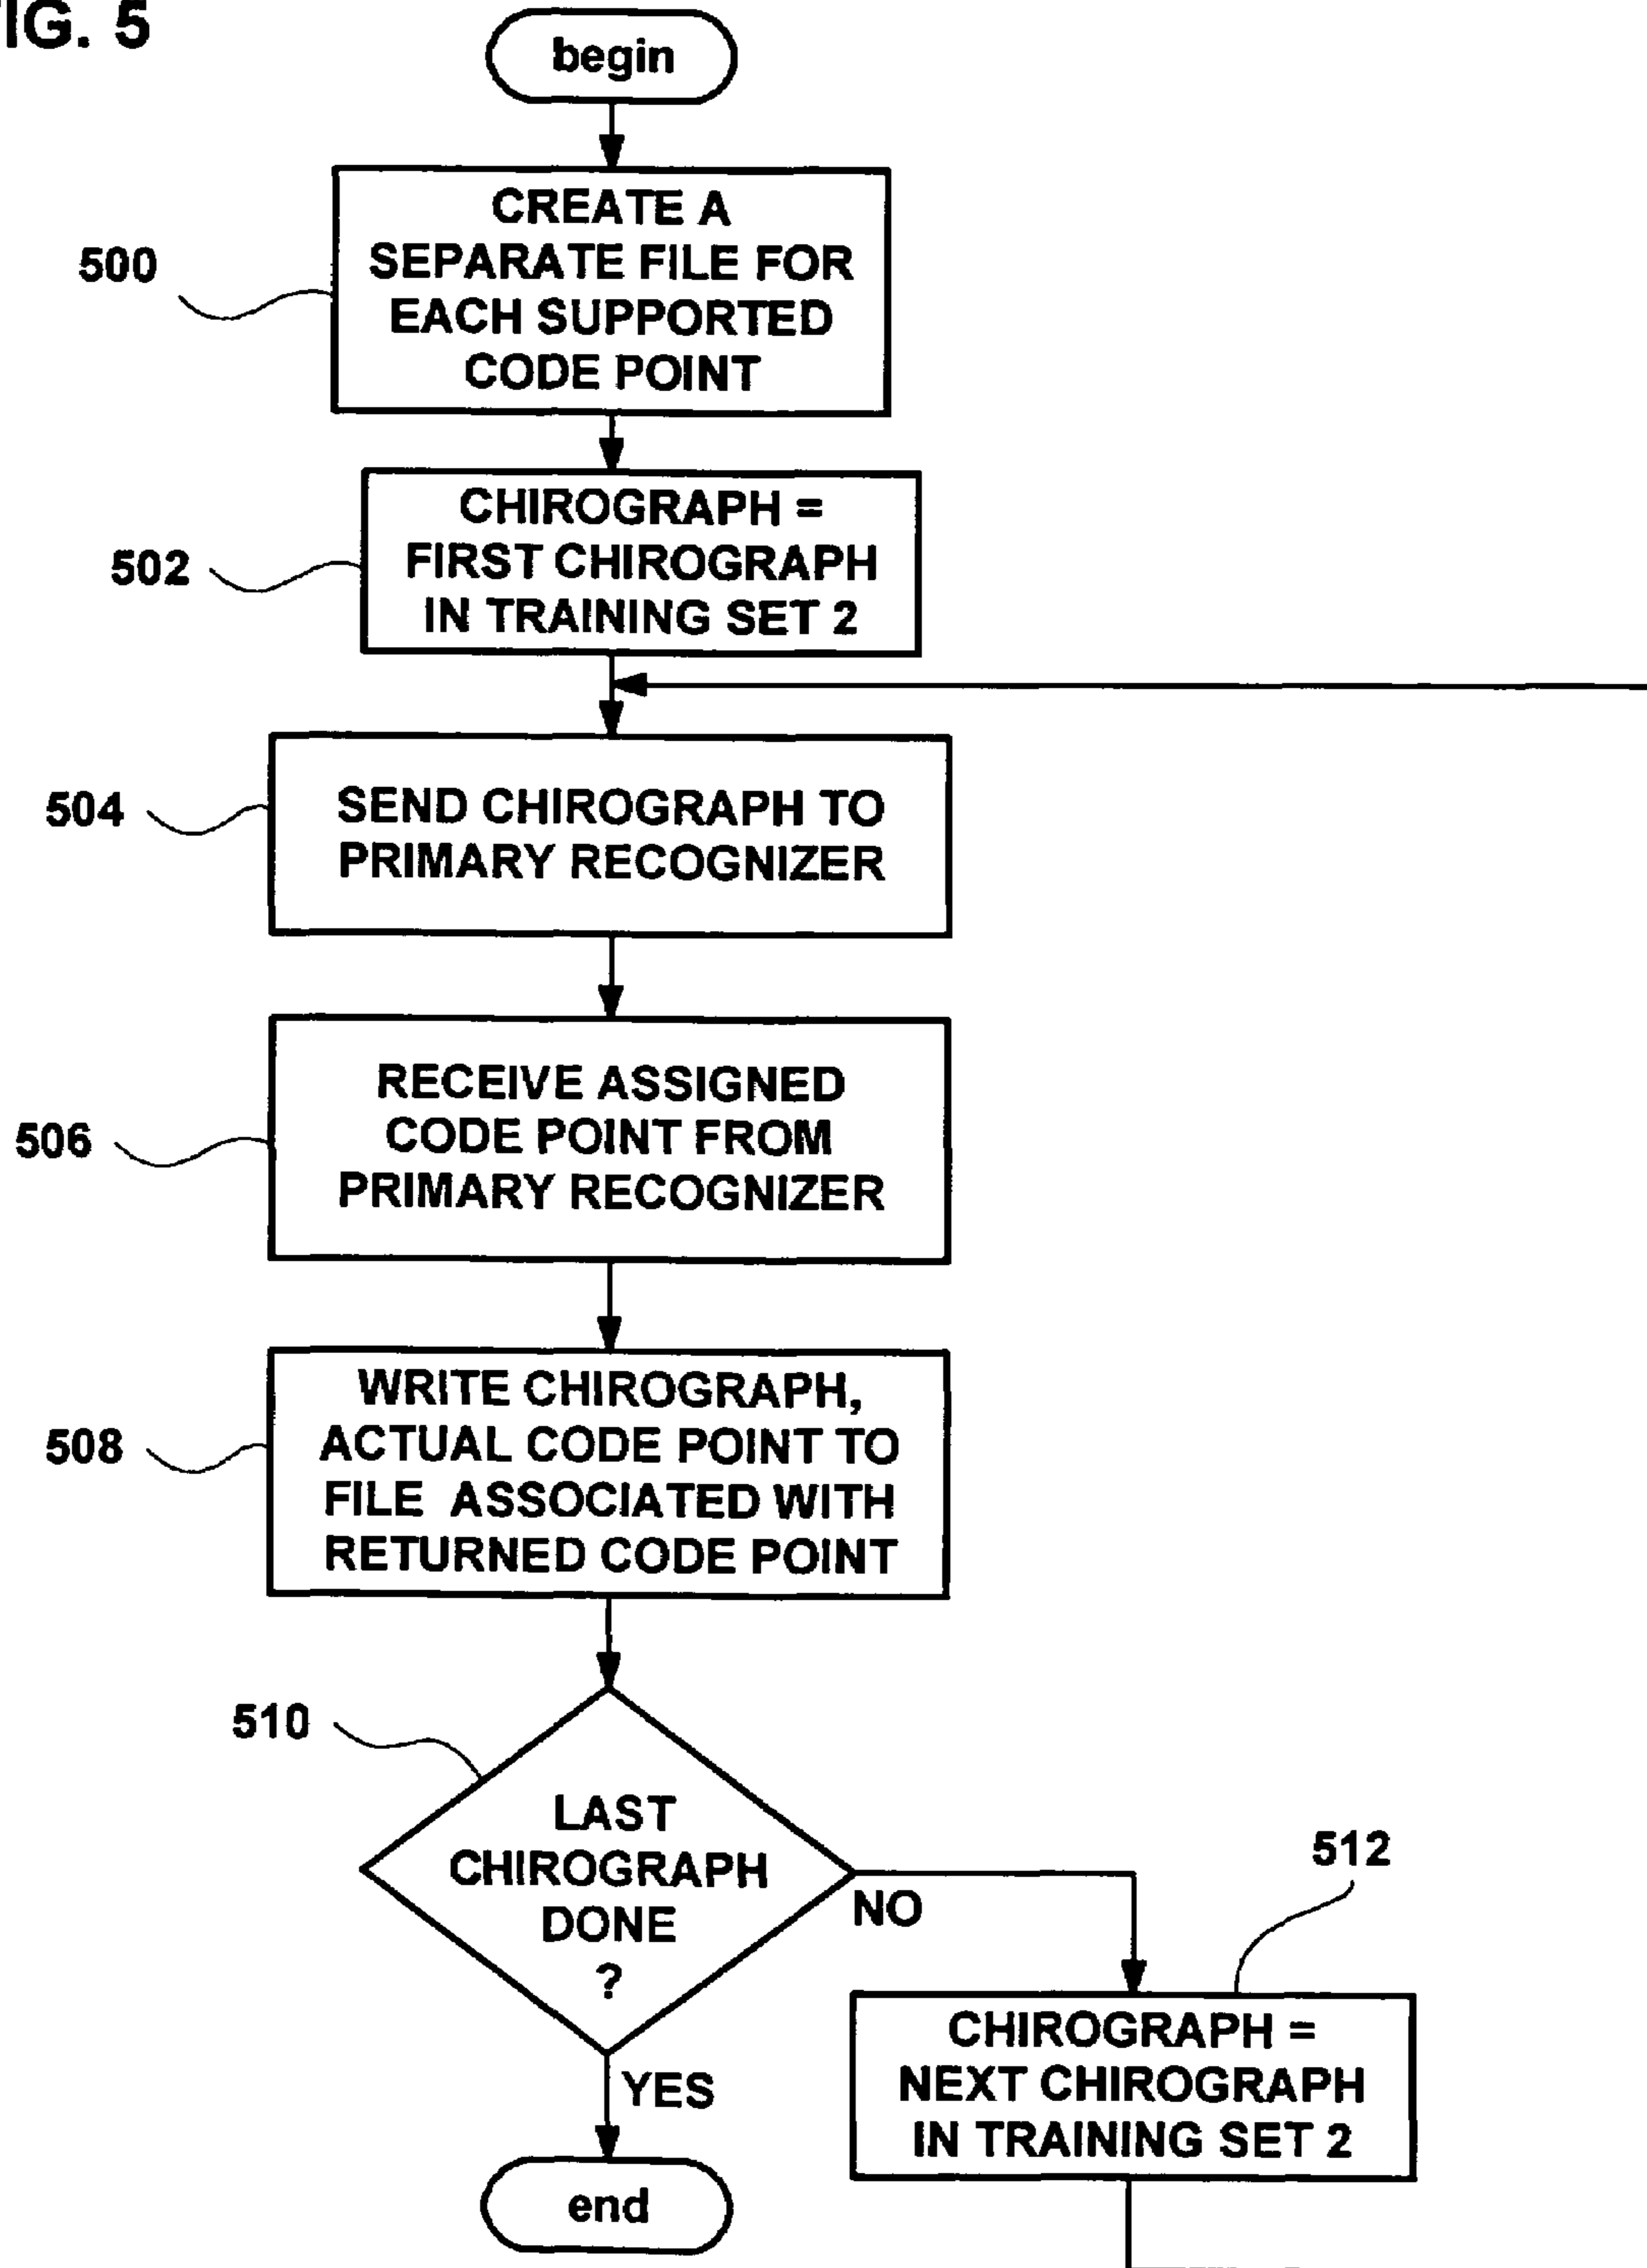 IG. 5
begin
500
CREATE A
SEPARATE FILE FOR
EACH SUPPORTED
CODE POINT
502
CHIROGRAPH =
FIRST CHIROGRAPH
IN TRAINING SET 2
504
SEND CHIROGRAPH TO
PRIMARY RECOGNIZER
506
RECEIVE ASSIGNED
CODE POINT FROM
PRIMARY RECOGNIZER
508
WRITE CHIROGRAPH,
ACTUAL CODE POINT TO
FILE ASSOCIATED WITH
RETURNED CODE POINT
510
LAST
CHIROGRAPH
DONE
?
NO
YES
512
CHIROGRAPH =
NEXT CHIROGRAPH
IN TRAINING SET 2
end